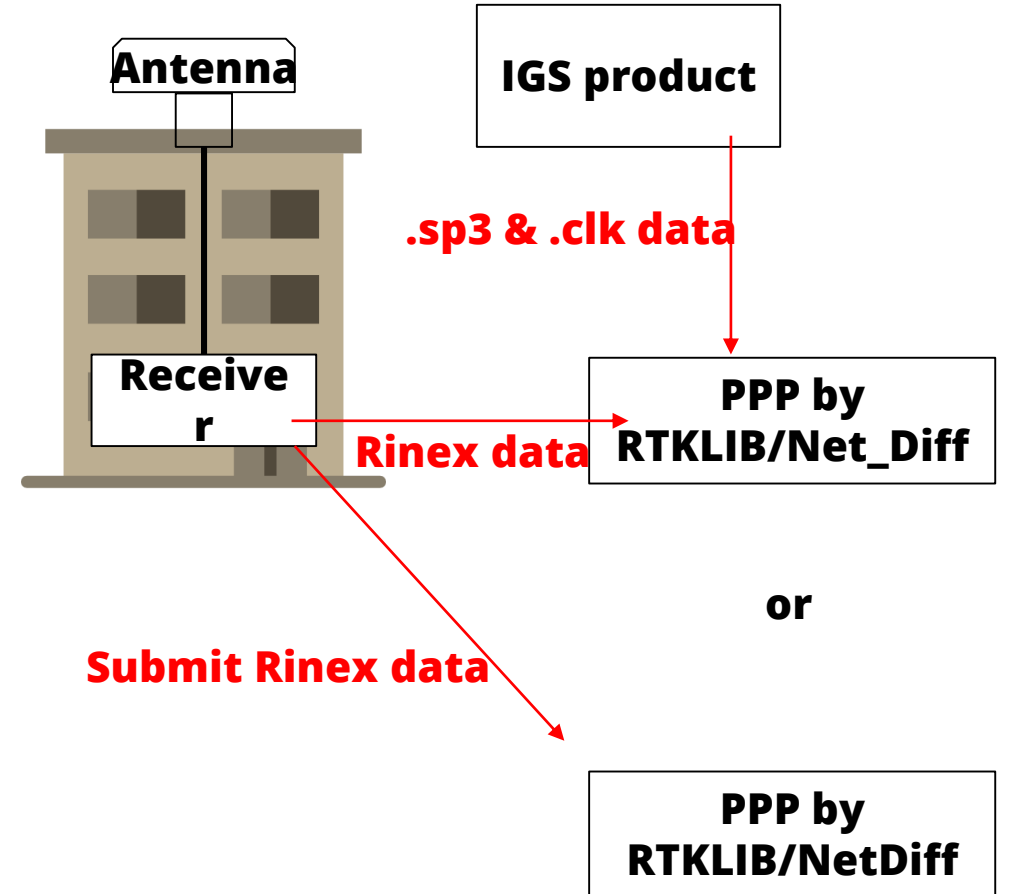 Antenna
IGS product
.sp3 & .clk data
Receive
r
Rinex data
PPP by
RTKLIB/Net_Diff
or
Submit Rinex data
PPP by
RTKLIB/NetDiff